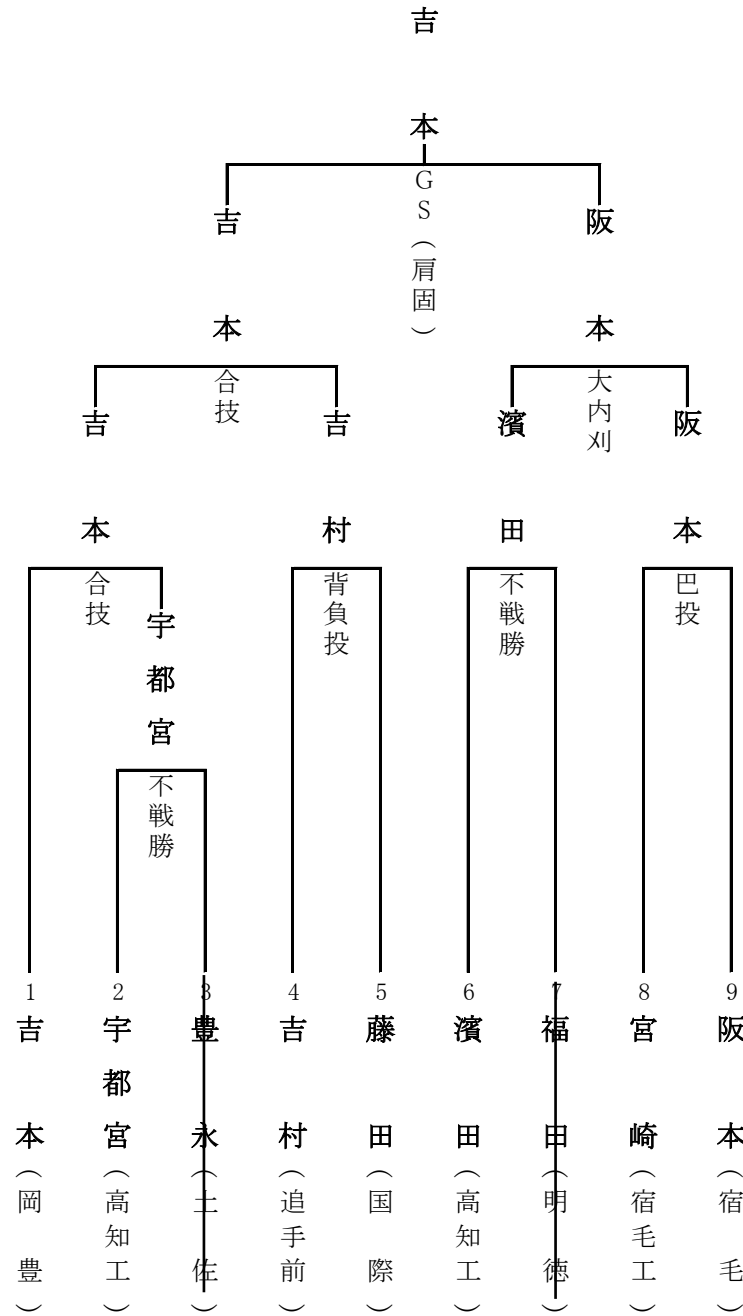 吉本
GS(肩固)
吉本
阪本
合技
大内刈
吉本
吉村
濱田
阪本
合技
背負投
不戦勝
巴投
宇都宮
不戦勝
1 吉本(岡豊)
2 宇都宮(高知工)
3 豊永(土佐)
4 吉村(追手前)
5 藤田(国際)
6 濱田(高知工)
7 福田(明徳)
8 宮崎(宿毛工)
9 阪本(宿毛)